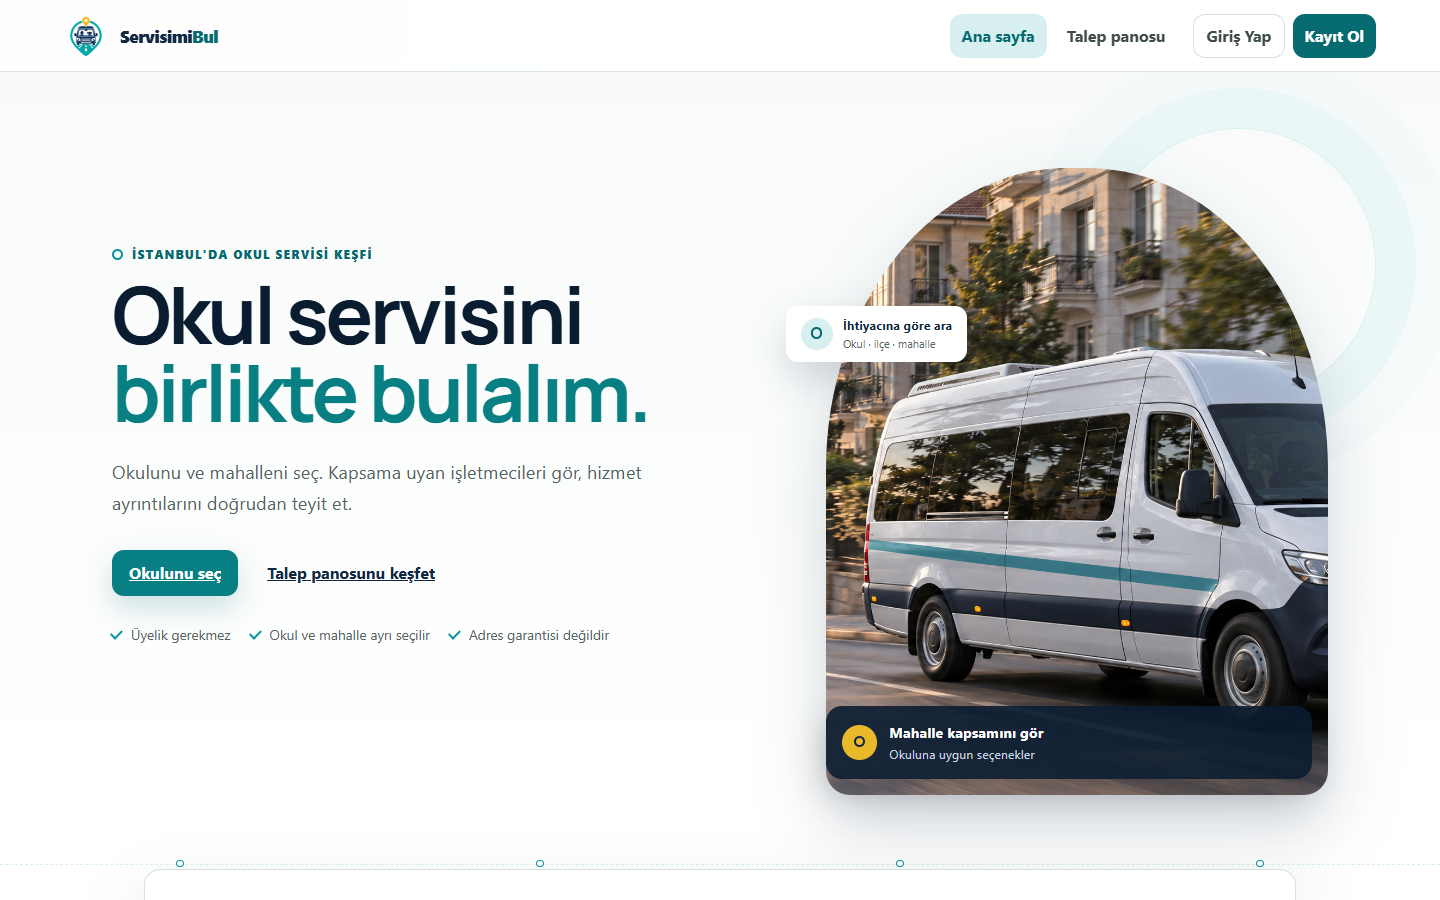 ServisimiBul
Ana sayfa
Talep panosu
Giriş Yap
Kayıt Ol
İSTANBUL'DA OKUL SERVİSİ KEŞFİ
Okul servisini
birlikte bulalım.
Okulunu ve mahalleni seç. Kapsama uyan işletmecileri gör, hizmet
ayrıntılarını doğrudan teyit et.
Okulunu seç
Talep panosunu keşfet
Üyelik gerekmez
Okul ve mahalle ayrı seçilir
Adres garantisi değildir
İhtiyacına göre ara
Okul · ilçe · mahalle
Mahalle kapsamını gör
Okuluna uygun seçenekler